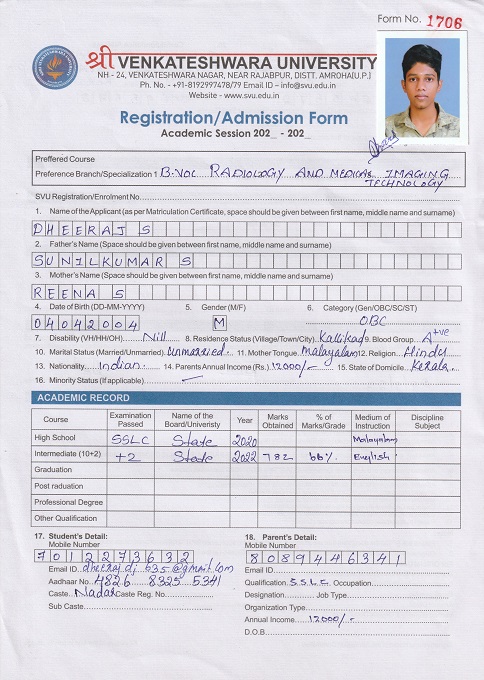 Form No. 1706
श्री VENKATESHWARA UNIVERSITY
NH - 24, VENKATESHWARA NAGAR, NEAR RAJABPUR, DISTT. AMROHA(U.P.)
Ph. No. - +91-8192997478/79 Email ID – info@svu.edu.in
Website - www.svu.edu.in
Registration/Admission Form
Academic Session 202_ - 202_
Preffered Course
Preference Branch/Specialization 1 B.VOC RADIOLOGY AND MEDICAL IMAGING
TECHNOLOGY
SVU Registration/Enrolment No.
1. Name of the Applicant (as per Matriculation Certificate, space should be given between first name, middle name and surname)
DHEERAJ S
2. Father's Name (Space should be given between first name, middle name and surname)
SUNILKUMAR S
3. Mother's Name (Space should be given between first name, middle name and surname)
REENA S
4. Date of Birth (DD-MM-YYYY) 5. Gender (M/F) 6. Category (Gen/OBC/SC/ST)
04042004 M OBC
7. Disability (VH/HH/OH) Nill 8. Residence Status (Village/Town/City) Kallikad 9. Blood Group A+ve
10. Marital Status (Married/Unmarried) Unmarried 11. Mother Tongue Malayalam 12. Religion Hindu
13. Nationality Indian 14. Parents Annual Income (Rs.) 12000/- 15. State of Domicile Kerala
16. Minority Status (If applicable)
ACADEMIC RECORD
Course Examination Passed Name of the Board/Univeristy Year Marks Obtained % of Marks/Grade Medium of Instruction Discipline Subject
High School SSLC State 2020 Malayalam
Intermediate (10+2) +2 State 2022 782 66% English
Graduation
Post raduation
Professional Degree
Other Qualification
17. Student's Detail: 18. Parent's Detail:
Mobile Number Mobile Number
7012273632 8089446341
Email ID dheeraj.dj.635@gmail.com Email ID
Aadhaar No. 4826 8325 5341 Qualification S.S.L.C. Occupation
Caste Nadar Caste Reg. No. Designation Job Type
Sub Caste Organization Type
Annual Income 12000/-
D.O.B